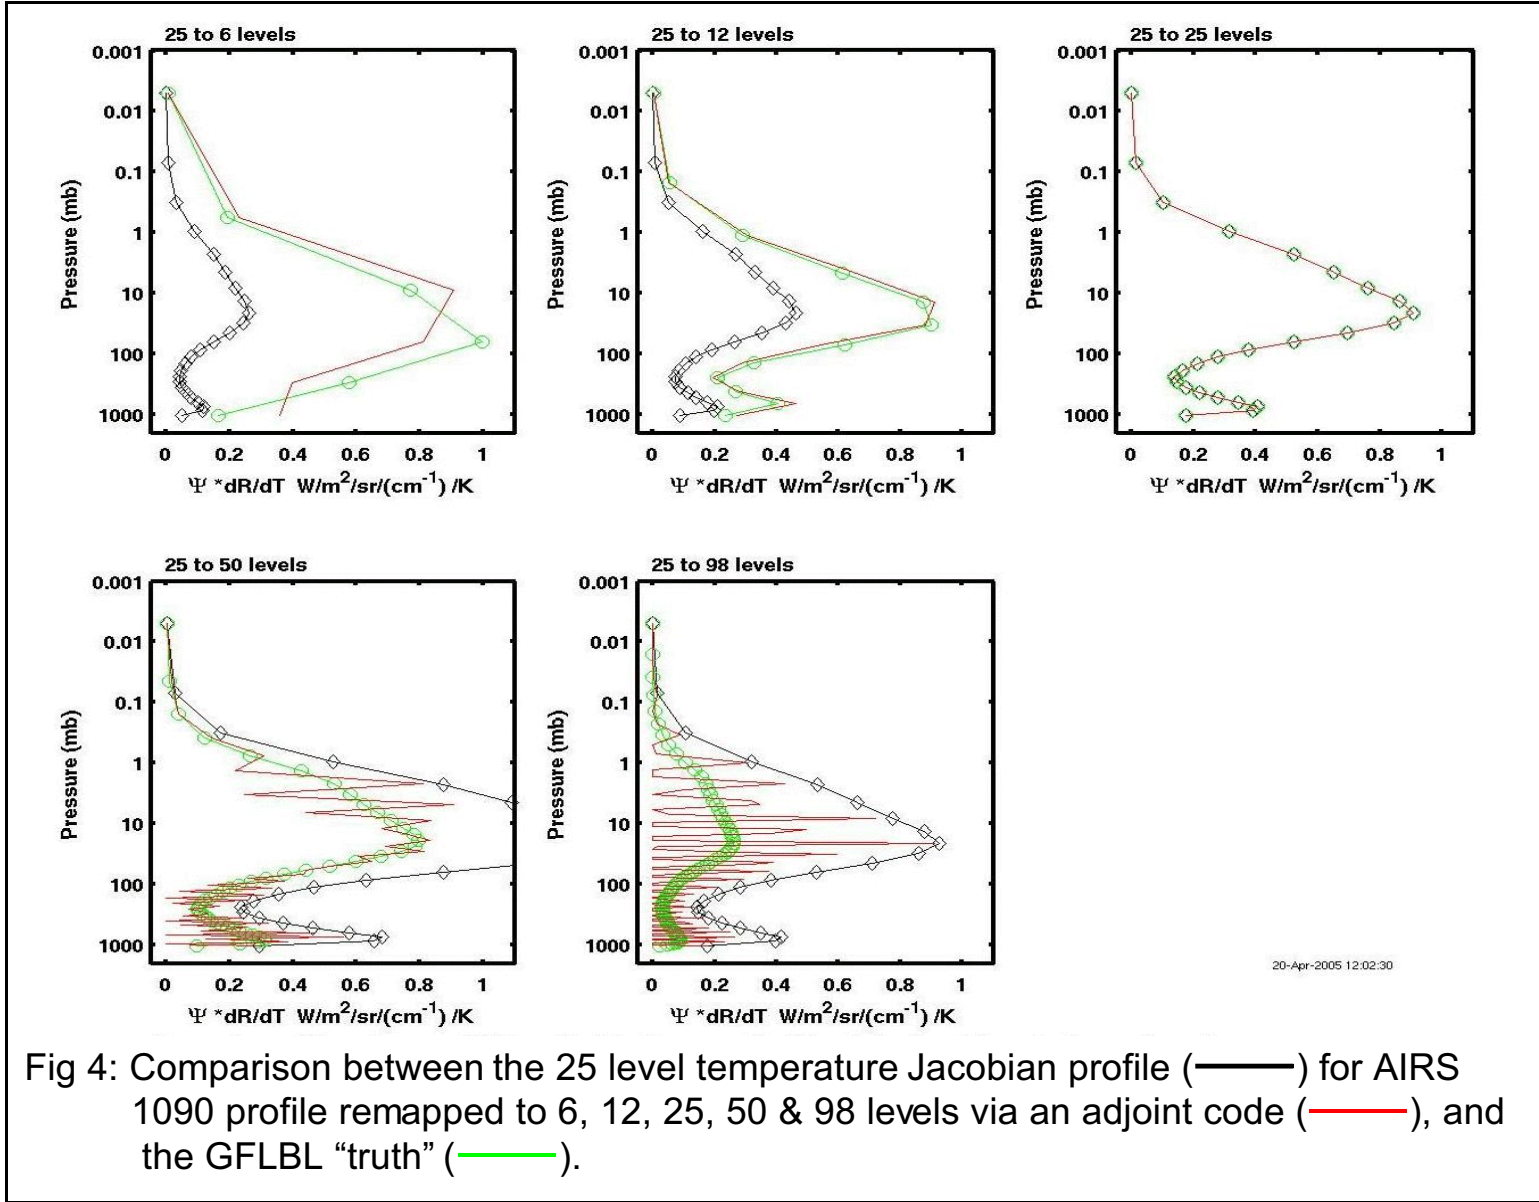 25 to 6 levels
0.001
0.01
0.1
1
10
100
1000
Pressure (mb)
0 0.2 0.4 0.6 0.8 1
Ψ *dR/dT W/m²/sr/(cm⁻¹) /K
25 to 12 levels
0.001
0.01
0.1
1
10
100
1000
Pressure (mb)
0 0.2 0.4 0.6 0.8 1
Ψ *dR/dT W/m²/sr/(cm⁻¹) /K
25 to 25 levels
0.001
0.01
0.1
1
10
100
1000
Pressure (mb)
0 0.2 0.4 0.6 0.8 1
Ψ *dR/dT W/m²/sr/(cm⁻¹) /K
25 to 50 levels
0.001
0.01
0.1
1
10
100
1000
Pressure (mb)
0 0.2 0.4 0.6 0.8 1
Ψ *dR/dT W/m²/sr/(cm⁻¹) /K
25 to 98 levels
0.001
0.01
0.1
1
10
100
1000
Pressure (mb)
0 0.2 0.4 0.6 0.8 1
Ψ *dR/dT W/m²/sr/(cm⁻¹) /K
20-Apr-2005 12:02:30
Fig 4: Comparison between the 25 level temperature Jacobian profile ( ) for AIRS
1090 profile remapped to 6, 12, 25, 50 & 98 levels via an adjoint code ( ), and
the GFLBL “truth” ( ).